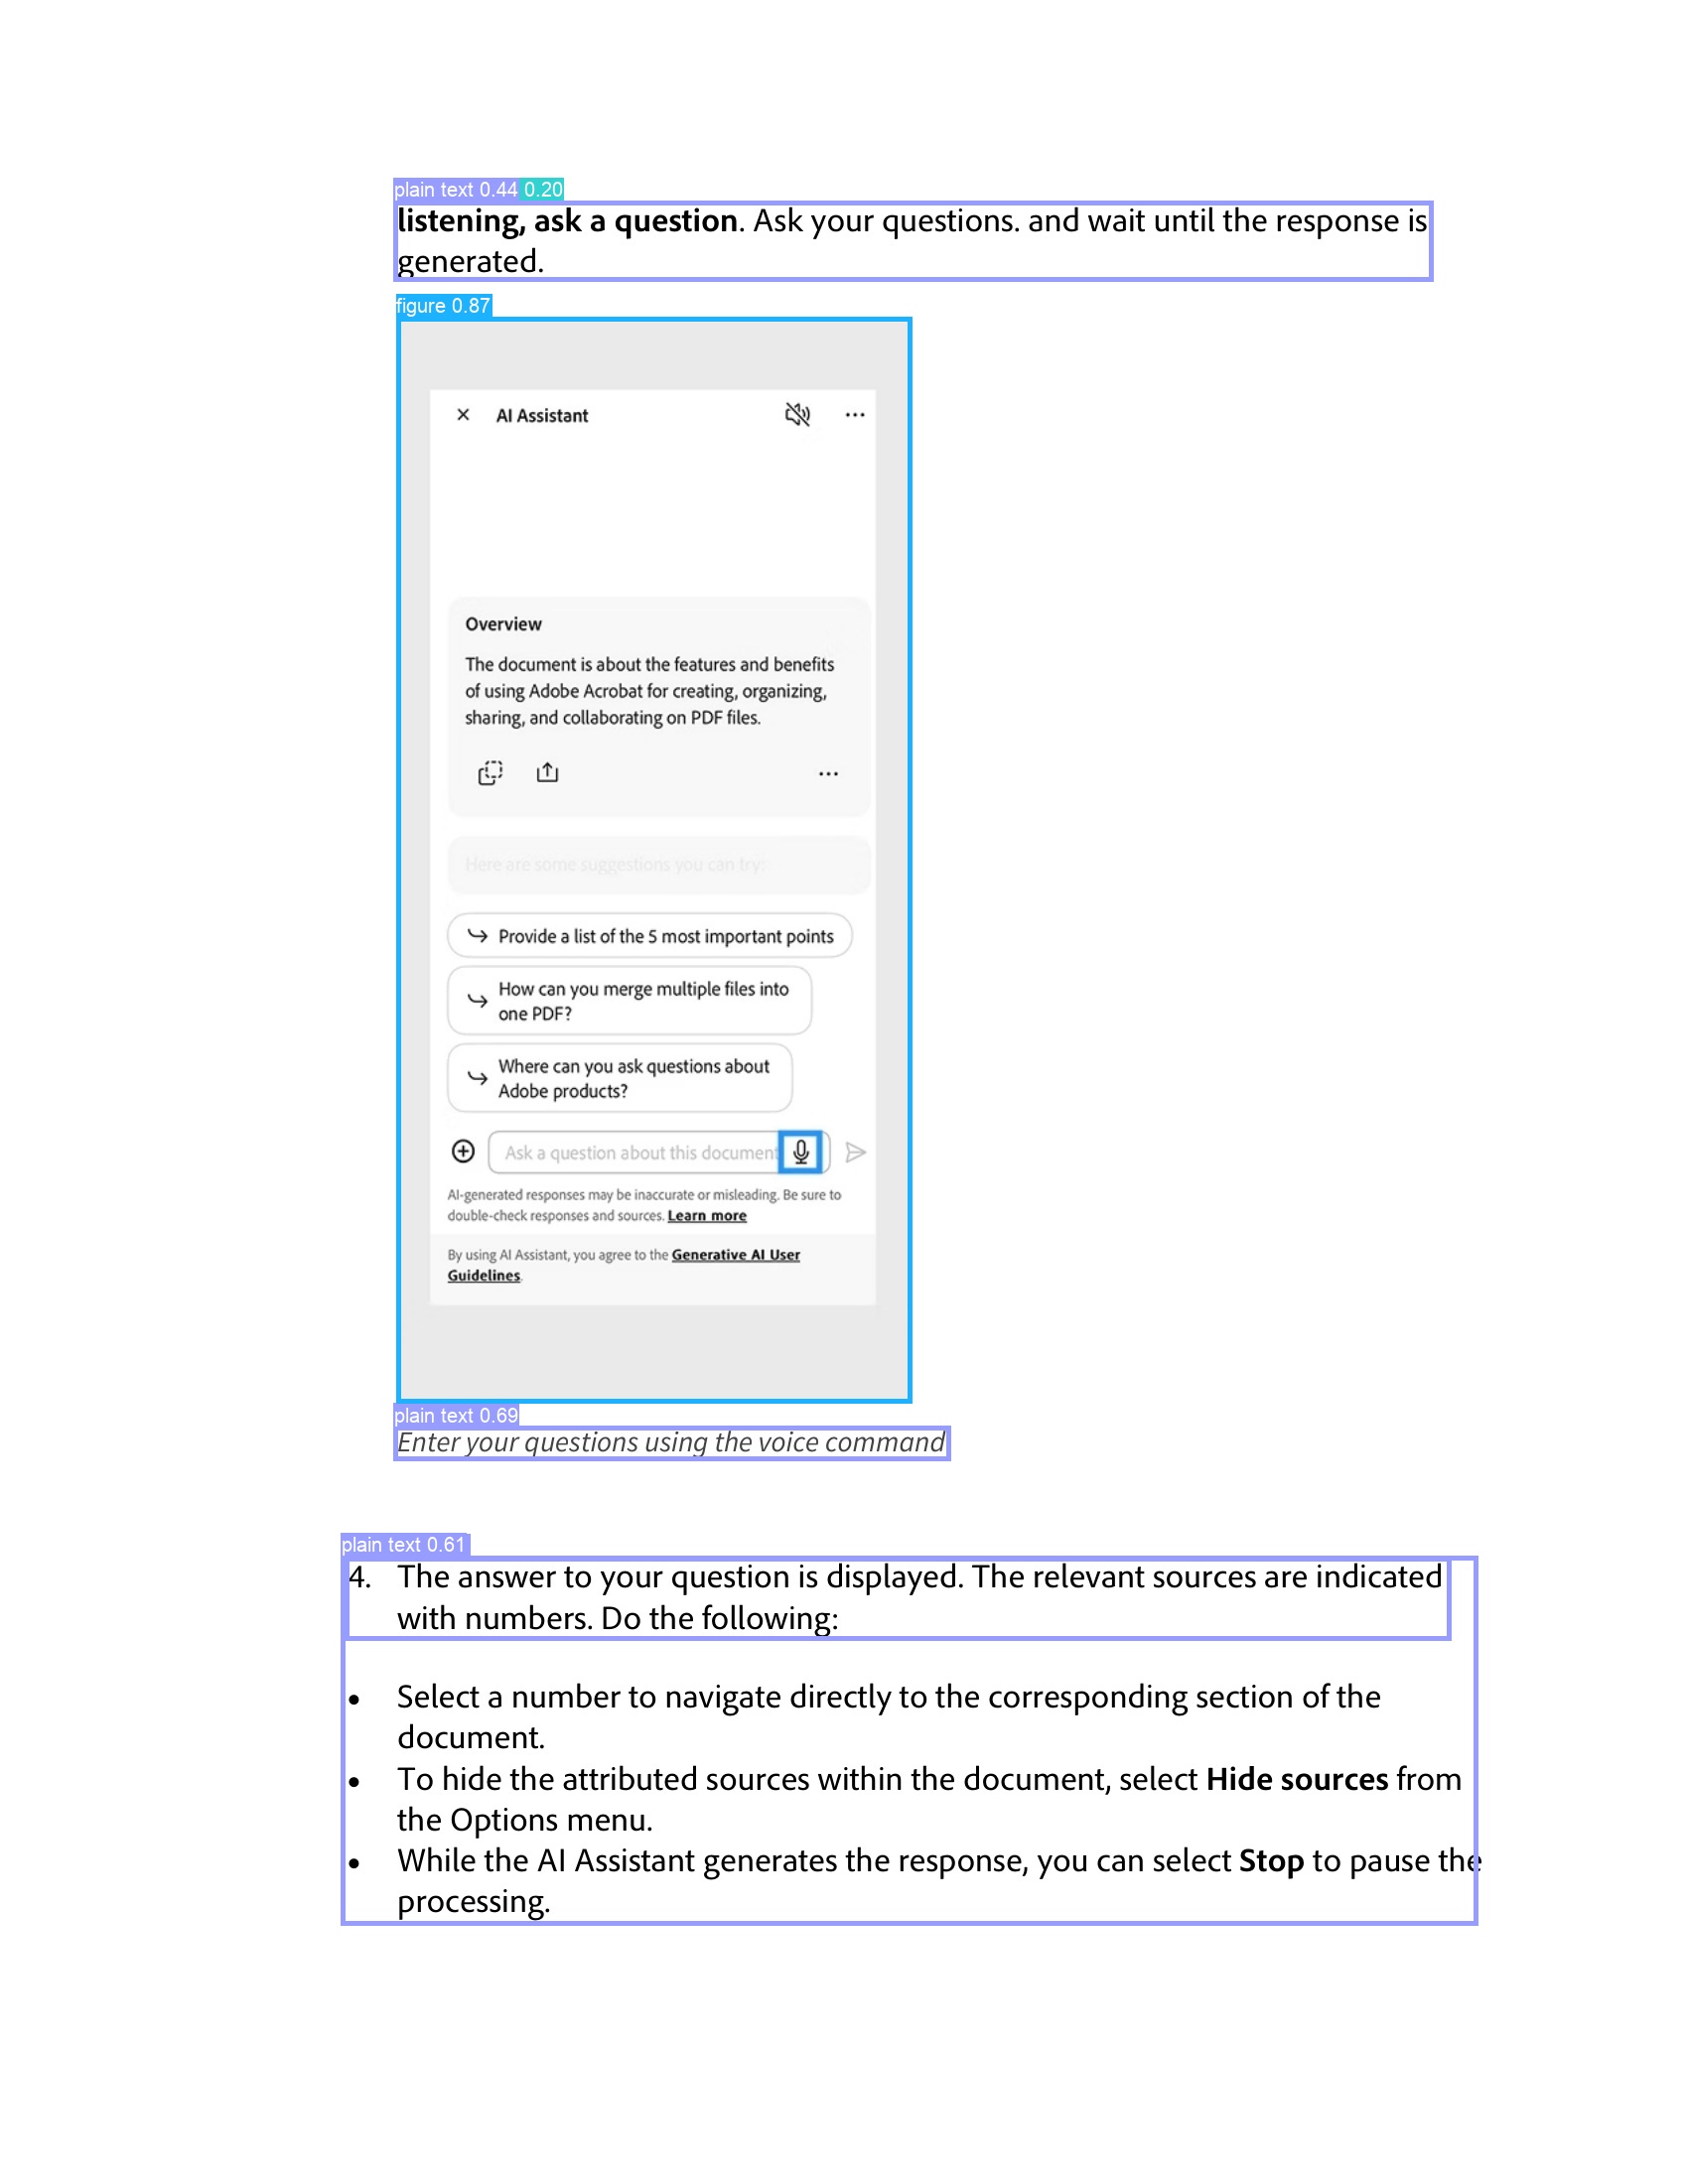 plain text 0.44 0.20
listening, ask a question. Ask your questions. and wait until the response is
generated.
figure 0.87
× AI Assistant
Overview
The document is about the features and benefits
of using Adobe Acrobat for creating, organizing,
sharing, and collaborating on PDF files.
Here are some suggestions you can try:
Provide a list of the 5 most important points
How can you merge multiple files into
one PDF?
Where can you ask questions about
Adobe products?
Ask a question about this document
AI-generated responses may be inaccurate or misleading. Be sure to
double-check responses and sources. Learn more
By using AI Assistant, you agree to the Generative AI User
Guidelines.
plain text 0.69
Enter your questions using the voice command
plain text 0.61
4. The answer to your question is displayed. The relevant sources are indicated
with numbers. Do the following:
• Select a number to navigate directly to the corresponding section of the
document.
• To hide the attributed sources within the document, select Hide sources from
the Options menu.
• While the AI Assistant generates the response, you can select Stop to pause the
processing.